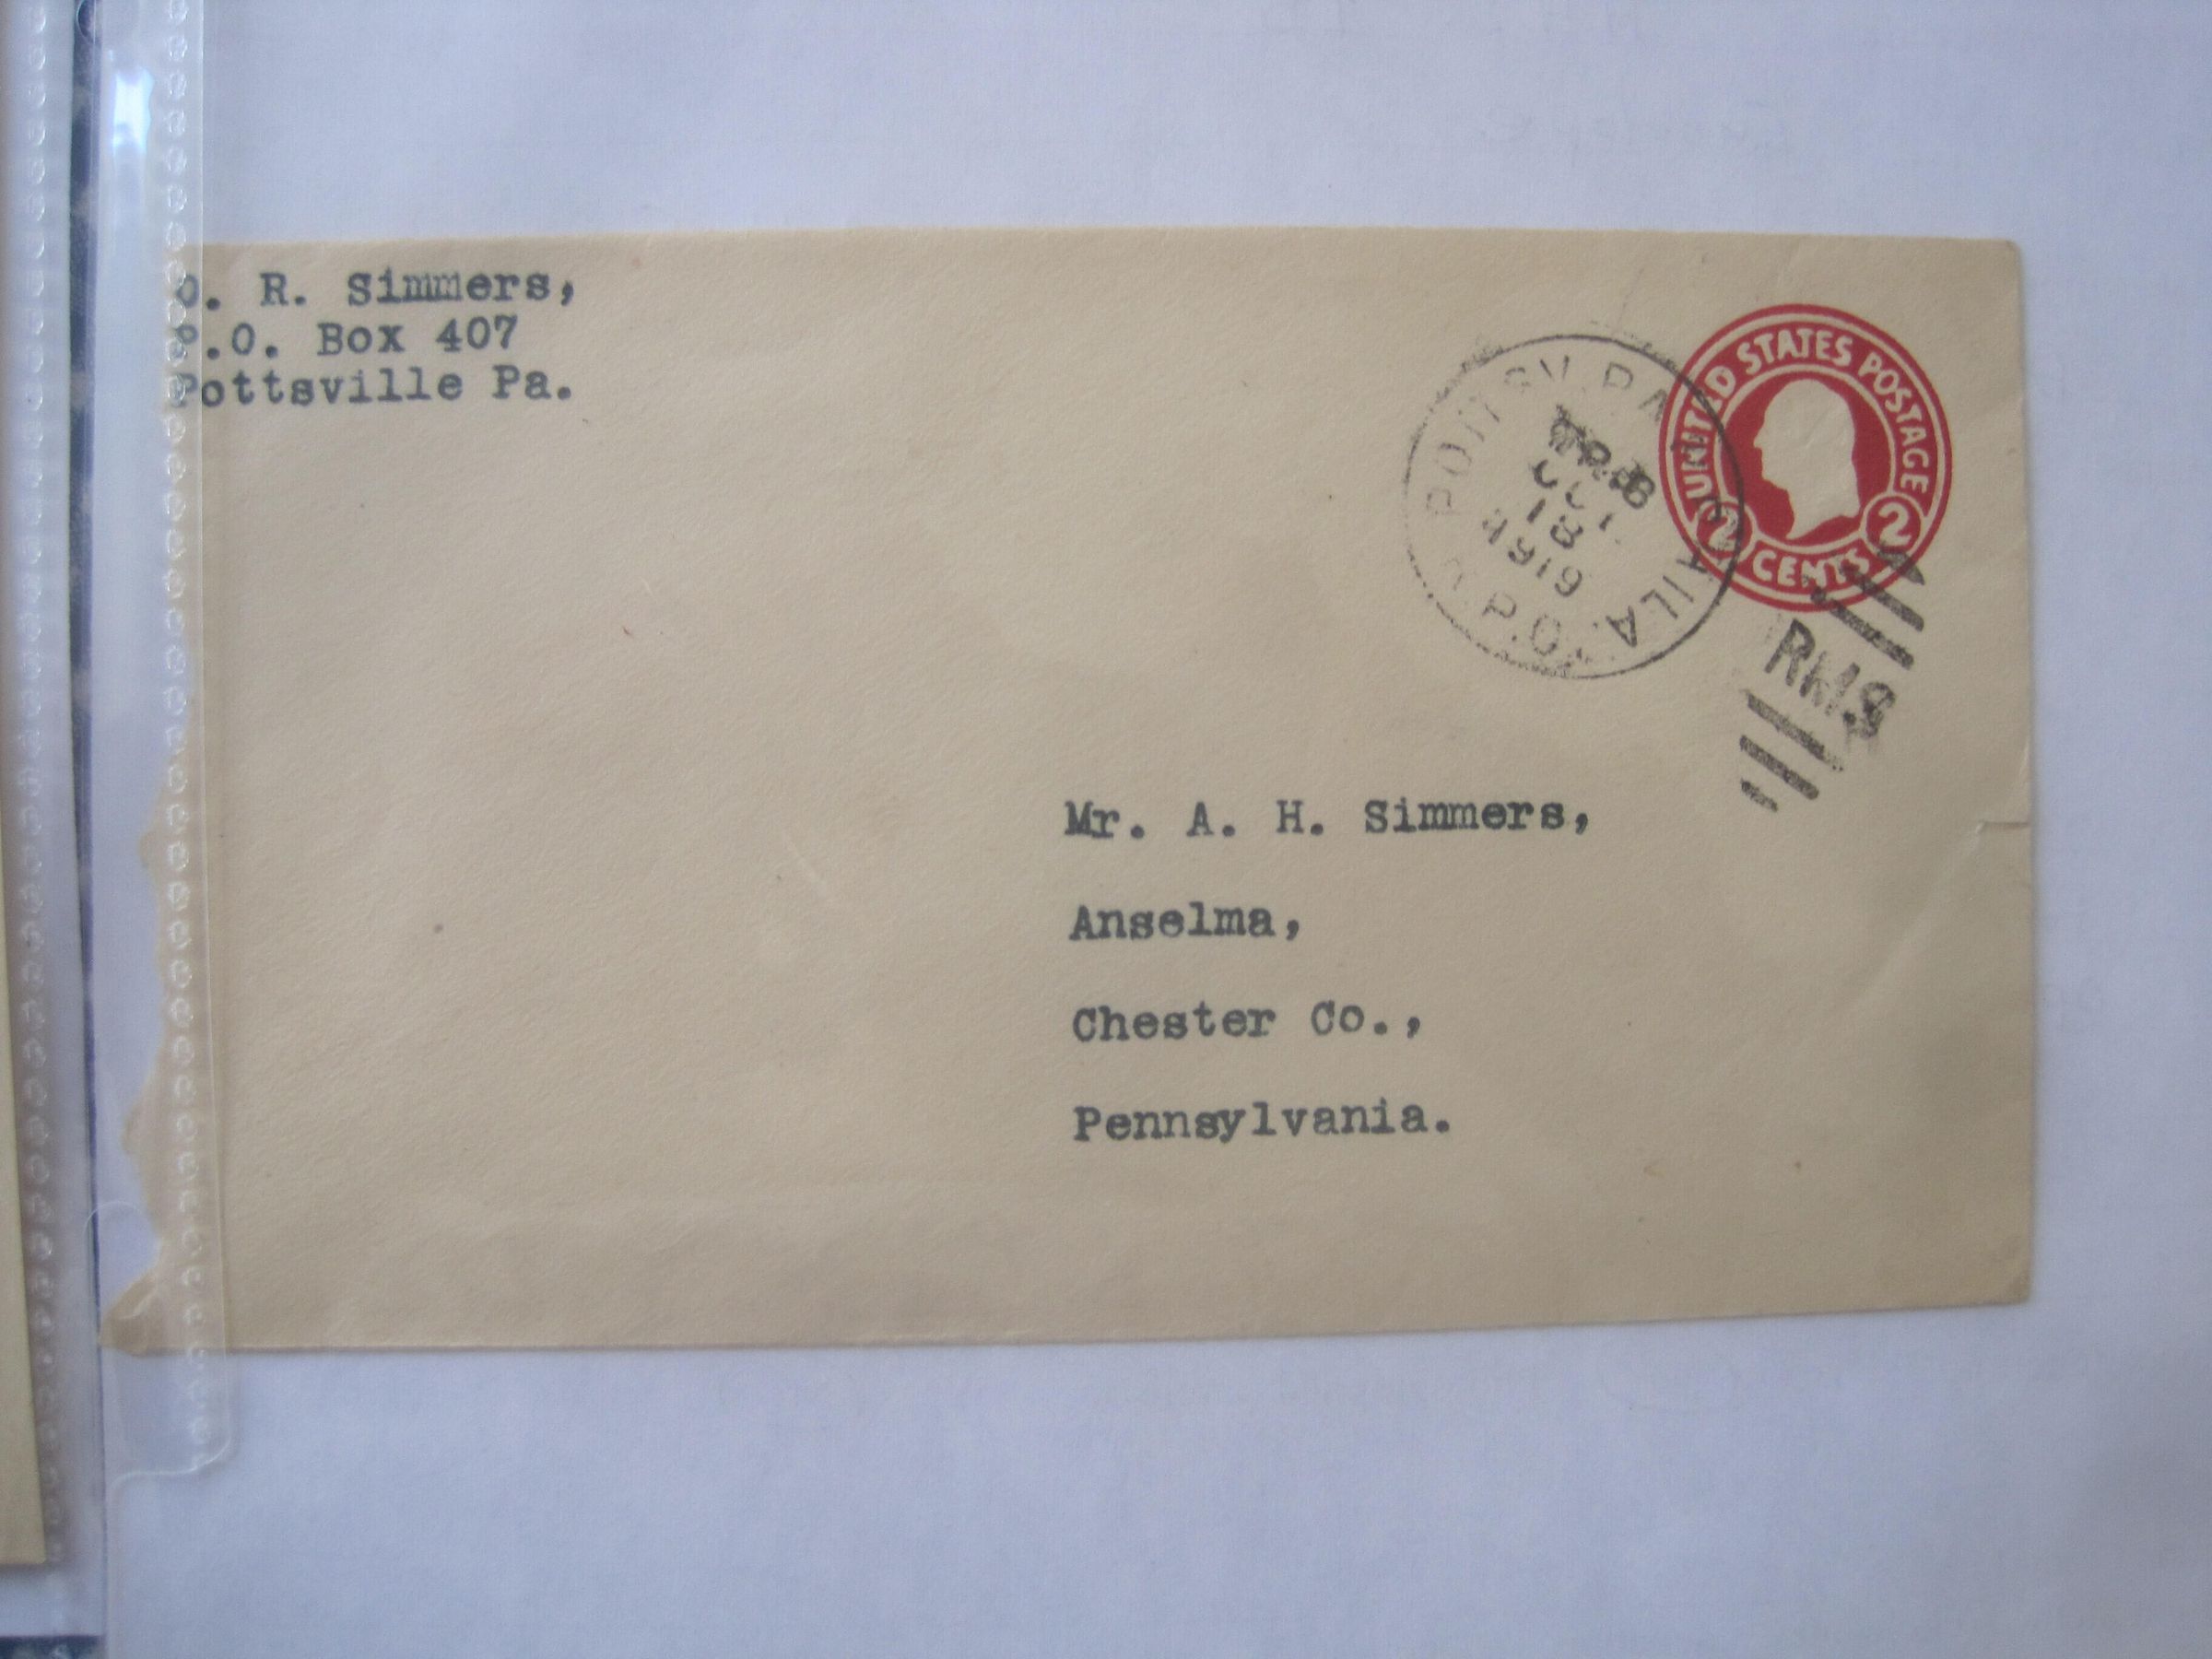 O. R. Simmers,
P.O. Box 407
Pottsville Pa.
UNITED STATES POSTAGE
2 CENTS 2
OCT
18
1919
R.P.O.
RMS
Mr. A. H. Simmers,
Anselma,
Chester Co.,
Pennsylvania.